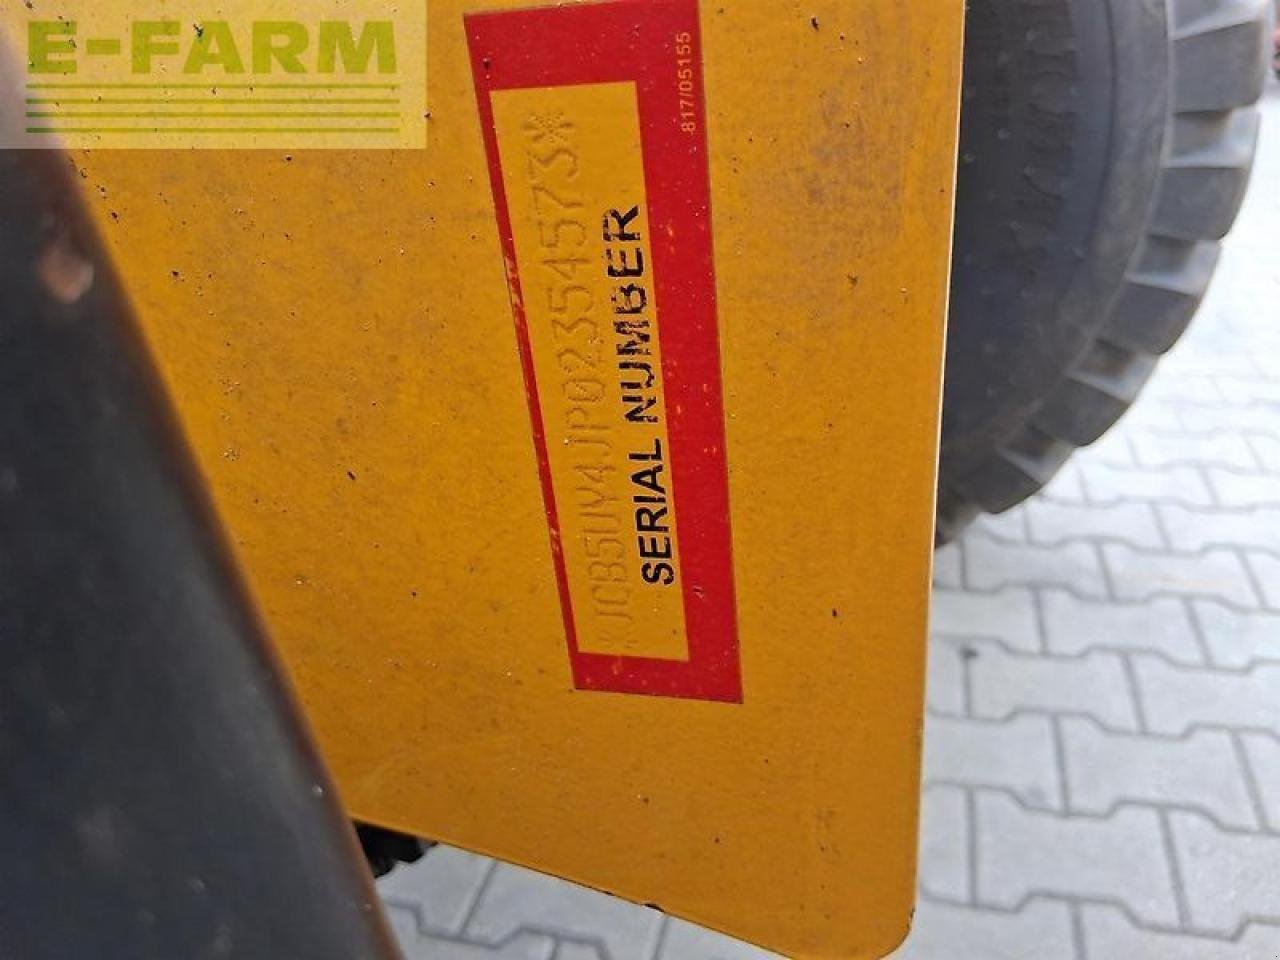 E-FARM
*JCB5UY4JP02354573*
SERIAL NUMBER
817/05155